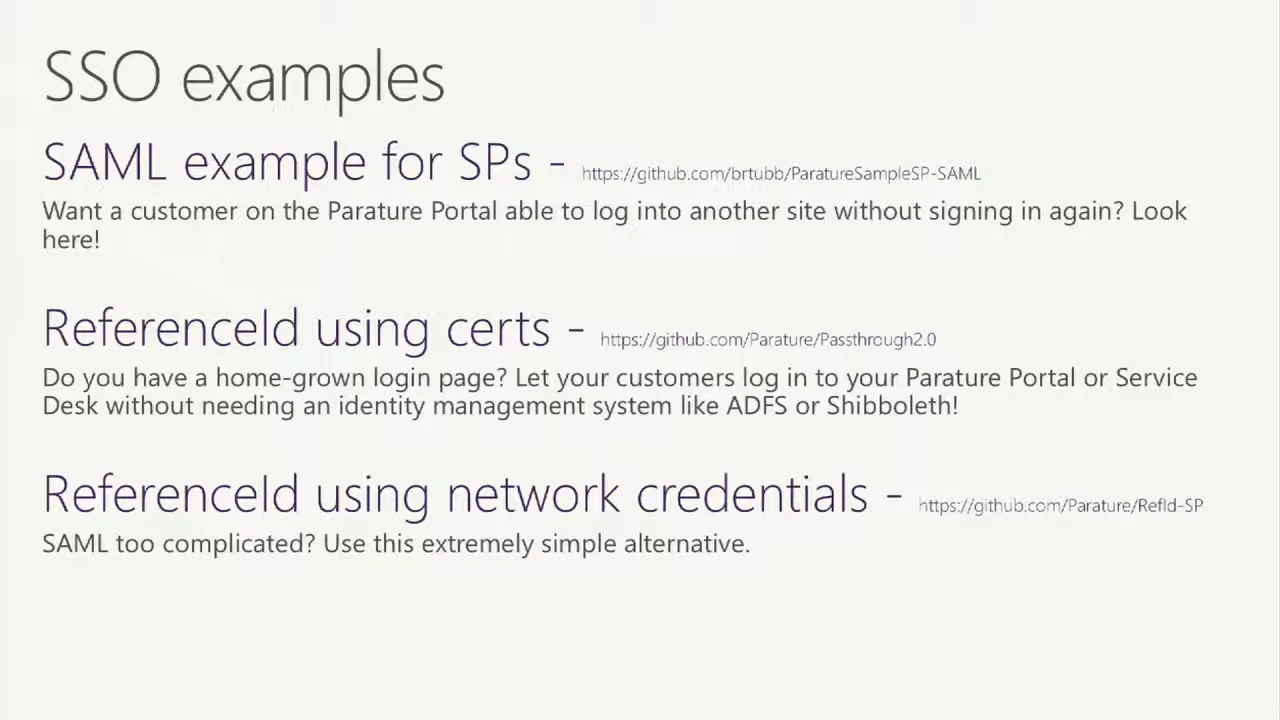 SSO examples
SAML example for SPs - https://github.com/brtubb/ParatureSampleSP-SAML
Want a customer on the Parature Portal able to log into another site without signing in again? Look
here!
ReferenceId using certs - https://github.com/Parature/Passthrough2.0
Do you have a home-grown login page? Let your customers log in to your Parature Portal or Service
Desk without needing an identity management system like ADFS or Shibboleth!
ReferenceId using network credentials - https://github.com/Parature/RefId-SP
SAML too complicated? Use this extremely simple alternative.